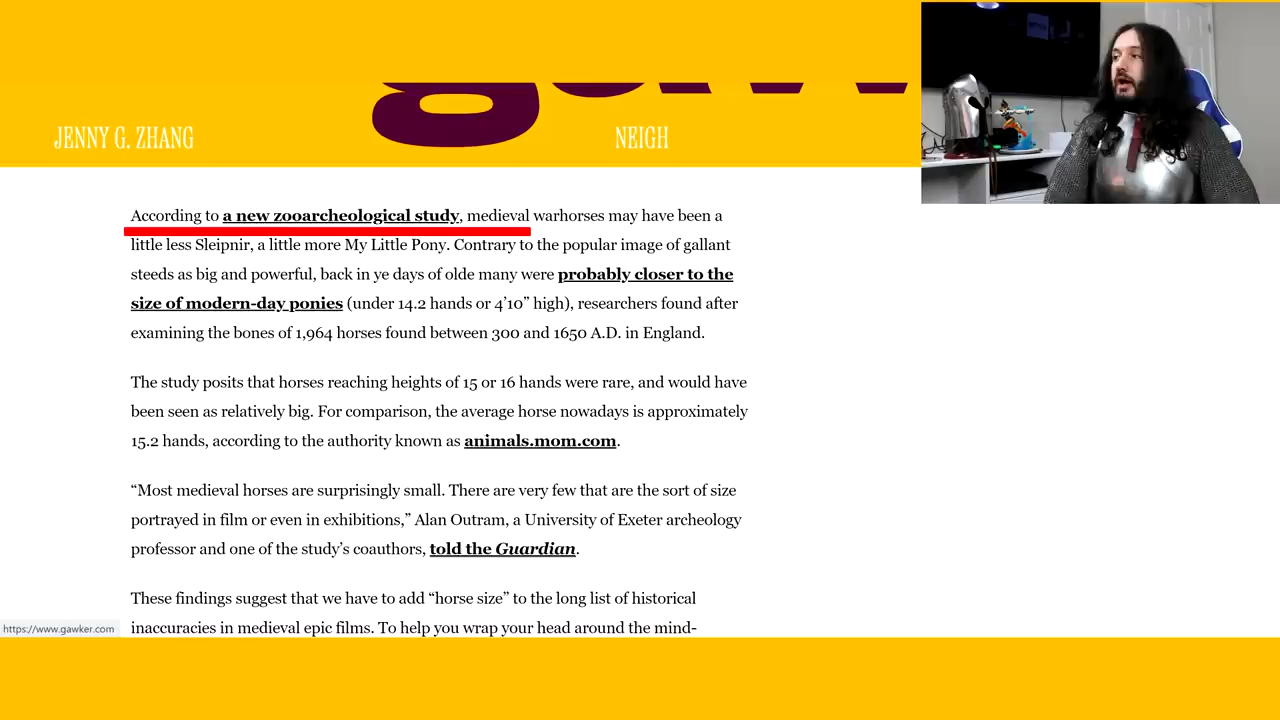 JENNY G. ZHANG
NEIGH
According to a new zooarcheological study, medieval warhorses may have been a
little less Sleipnir, a little more My Little Pony. Contrary to the popular image of gallant
steeds as big and powerful, back in ye days of olde many were probably closer to the
size of modern-day ponies (under 14.2 hands or 4’10” high), researchers found after
examining the bones of 1,964 horses found between 300 and 1650 A.D. in England.
The study posits that horses reaching heights of 15 or 16 hands were rare, and would have
been seen as relatively big. For comparison, the average horse nowadays is approximately
15.2 hands, according to the authority known as animals.mom.com.
“Most medieval horses are surprisingly small. There are very few that are the sort of size
portrayed in film or even in exhibitions,” Alan Outram, a University of Exeter archeology
professor and one of the study’s coauthors, told the Guardian.
These findings suggest that we have to add “horse size” to the long list of historical
inaccuracies in medieval epic films. To help you wrap your head around the mind-
https://www.gawker.com